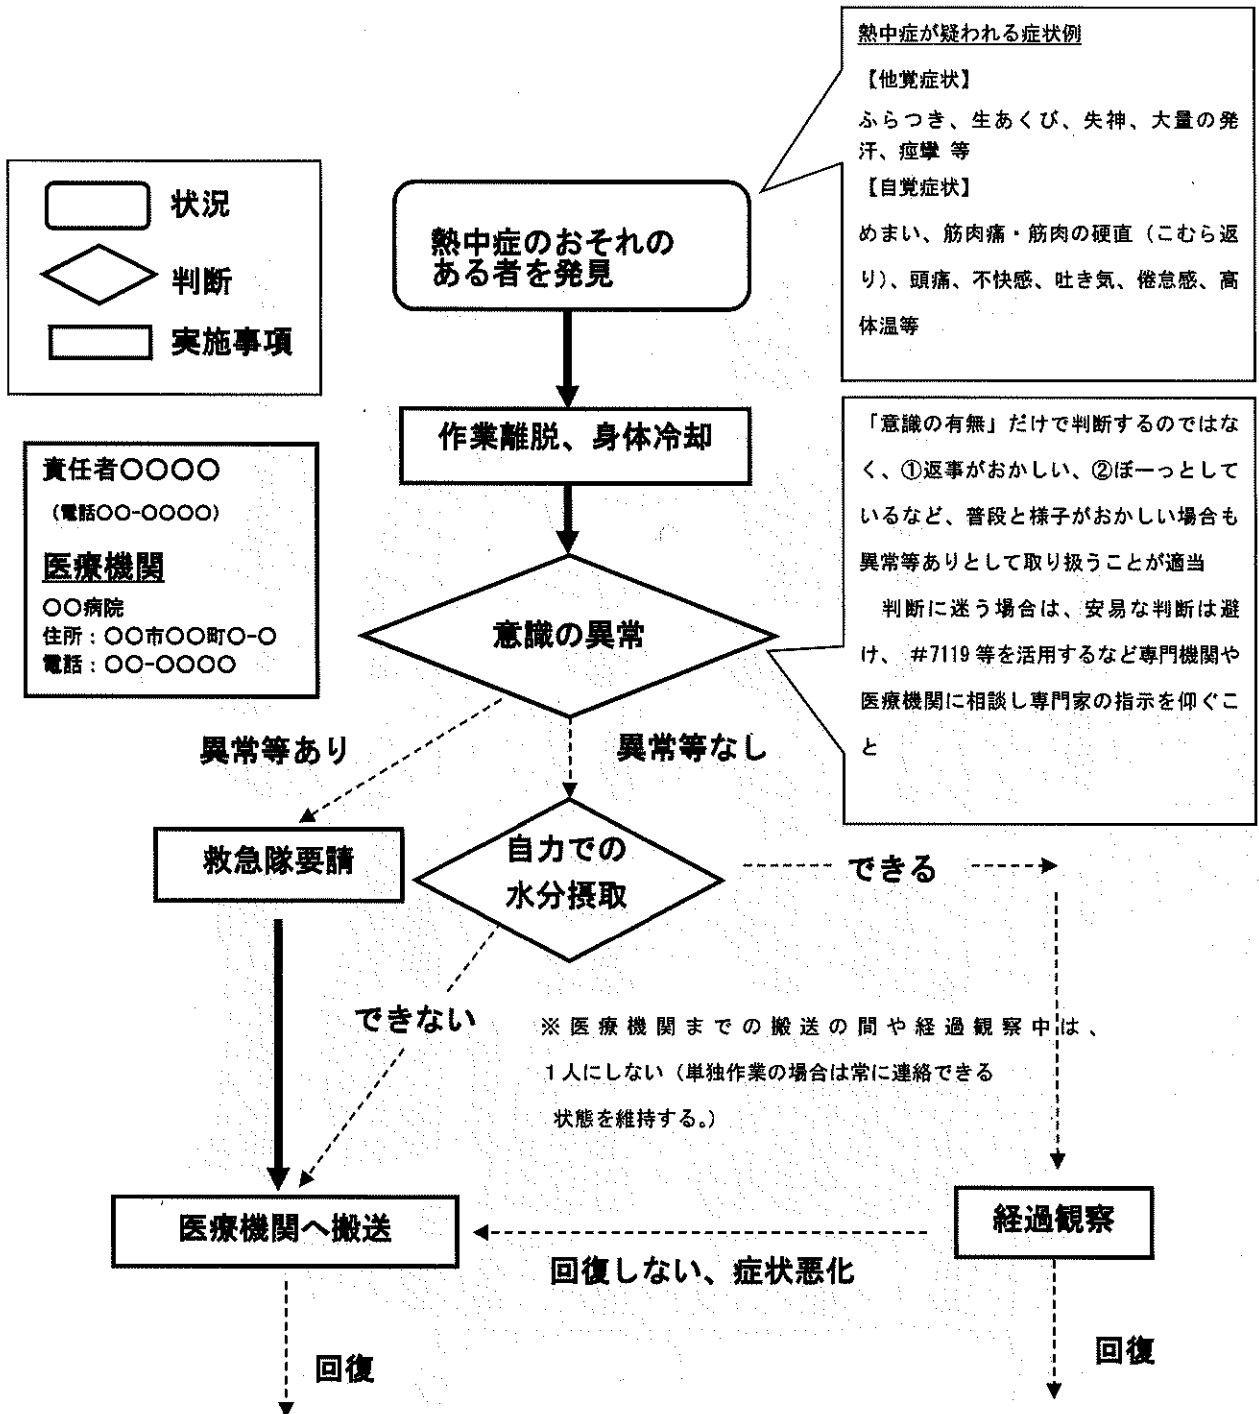 熱中症が疑われる症状例
【他覚症状】
ふらつき、生あくび、失神、大量の発
汗、痙攣 等
【自覚症状】
めまい、筋肉痛・筋肉の硬直（こむら返
り）、頭痛、不快感、吐き気、倦怠感、高
体温等
状況
判断
実施事項
熱中症のおそれの
ある者を発見
作業離脱、身体冷却
責任者〇〇〇〇
（電話〇〇-〇〇〇〇）
医療機関
〇〇病院
住所：〇〇市〇〇町〇-〇
電話：〇〇-〇〇〇〇
「意識の有無」だけで判断するのではな
く、①返事がおかしい、②ぼーっとして
いるなど、普段と様子がおかしい場合も
異常等ありとして取り扱うことが適当
判断に迷う場合は、安易な判断は避
け、 ＃7119 等を活用するなど専門機関や
医療機関に相談し専門家の指示を仰ぐこ
と
意識の異常
異常等あり
異常等なし
救急隊要請
自力での
水分摂取
できる
できない
※医療機関までの搬送の間や経過観察中は、
1人にしない（単独作業の場合は常に連絡できる
状態を維持する。）
医療機関へ搬送
経過観察
回復しない、症状悪化
回復
回復